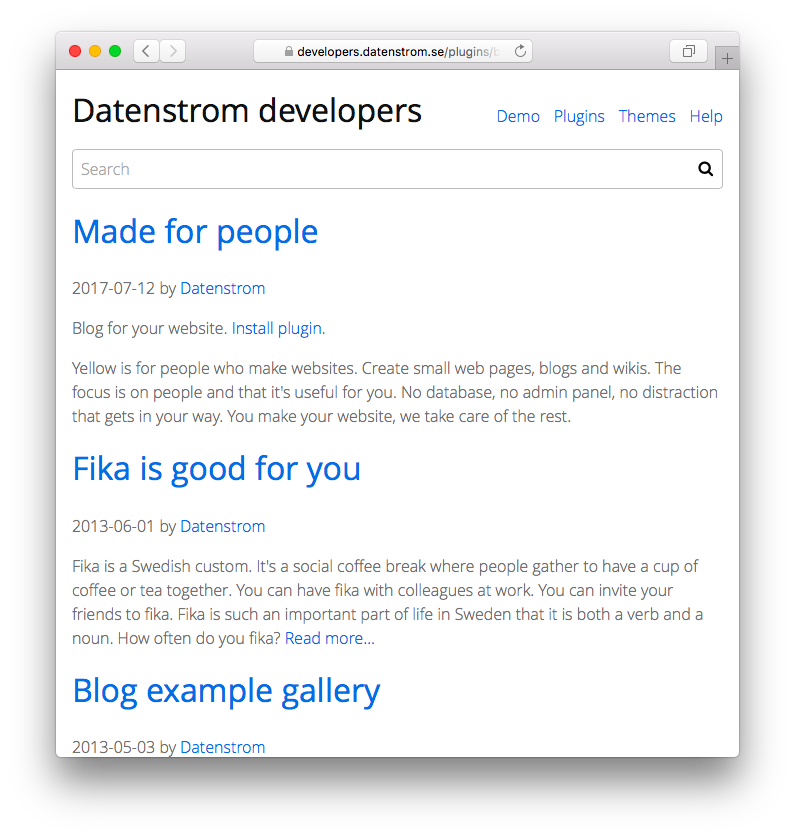 developers.datenstrom.se/plugins/b
Datenstrom developers
Demo Plugins Themes Help
Search
Made for people
2017-07-12 by Datenstrom
Blog for your website. Install plugin.
Yellow is for people who make websites. Create small web pages, blogs and wikis. The
focus is on people and that it's useful for you. No database, no admin panel, no distraction
that gets in your way. You make your website, we take care of the rest.
Fika is good for you
2013-06-01 by Datenstrom
Fika is a Swedish custom. It's a social coffee break where people gather to have a cup of
coffee or tea together. You can have fika with colleagues at work. You can invite your
friends to fika. Fika is such an important part of life in Sweden that it is both a verb and a
noun. How often do you fika? Read more...
Blog example gallery
2013-05-03 by Datenstrom